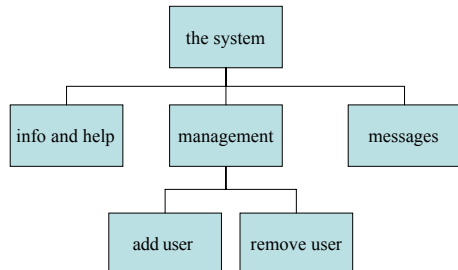 the system
info and help
management
messages
add user
remove user